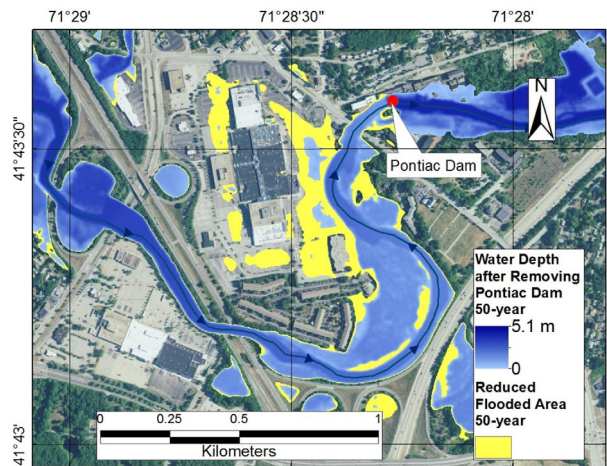 71°29'
71°28'30"
71°28'
41°43'30
41°43'
N
Pontiac Dam
Water Depth
after Removing
Pontiac Dam
50-year
5.1 m
0
Reduced
Flooded Area
50-year
0 0.25 0.5 1
Kilometers